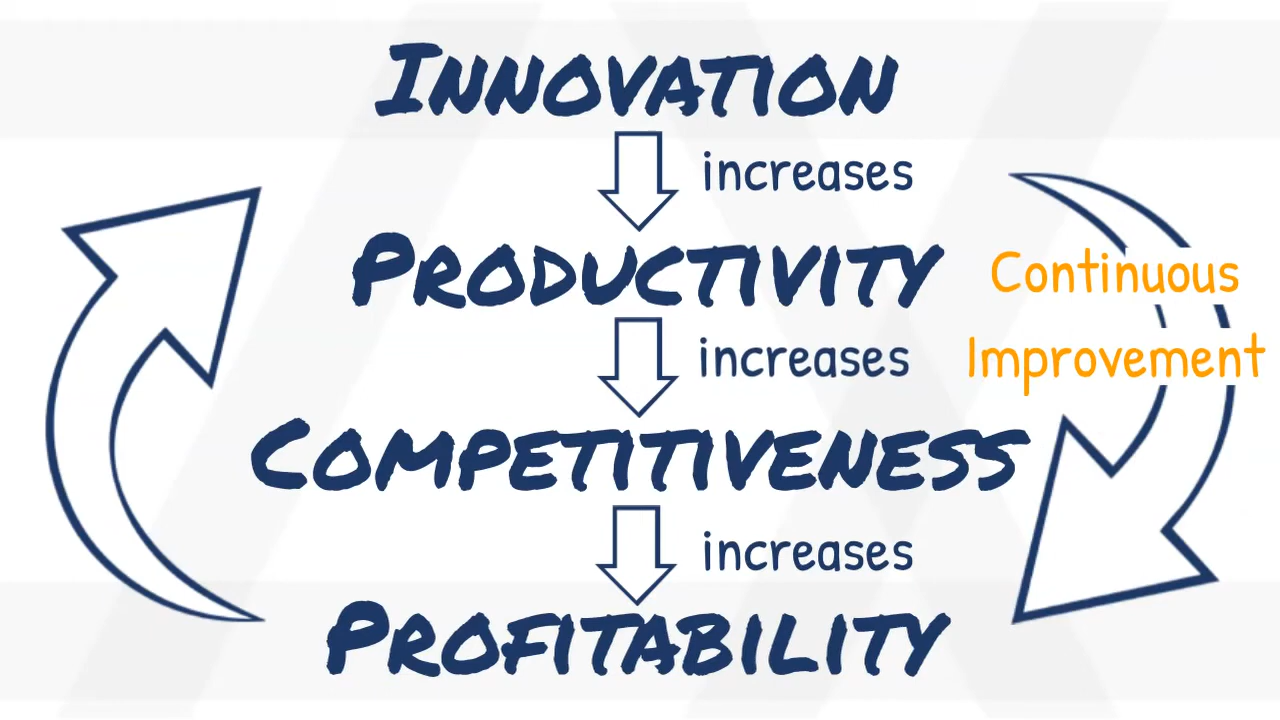 INNOVATION
increases
PRODUCTIVITY
Continuous
increases
Improvement
COMPETITIVENESS
increases
PROFITABILITY